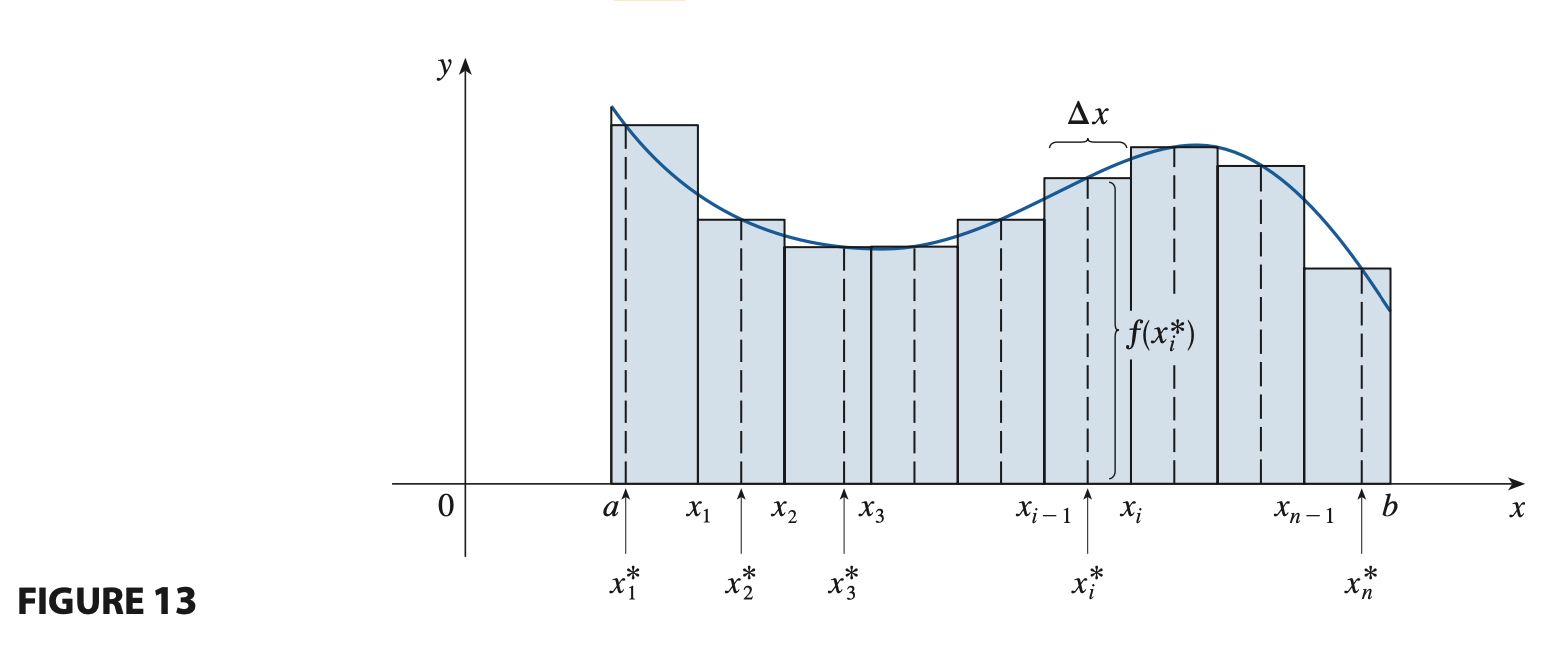 y
Δx
f(x_i^*)
0 a x_1 x_2 x_3 x_{i−1} x_i x_{n−1} b x
x_1^* x_2^* x_3^* x_i^* x_n^*
FIGURE 13